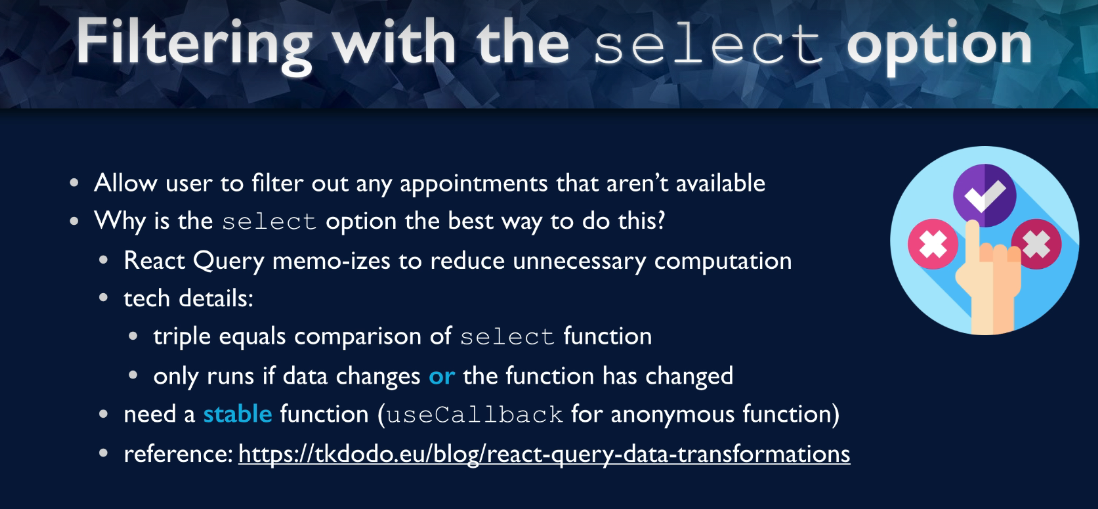 Filtering with the select option
• Allow user to filter out any appointments that aren't available
• Why is the select option the best way to do this?
• React Query memo-izes to reduce unnecessary computation
• tech details:
• triple equals comparison of select function
• only runs if data changes or the function has changed
• need a stable function (useCallback for anonymous function)
• reference: https://tkdodo.eu/blog/react-query-data-transformations